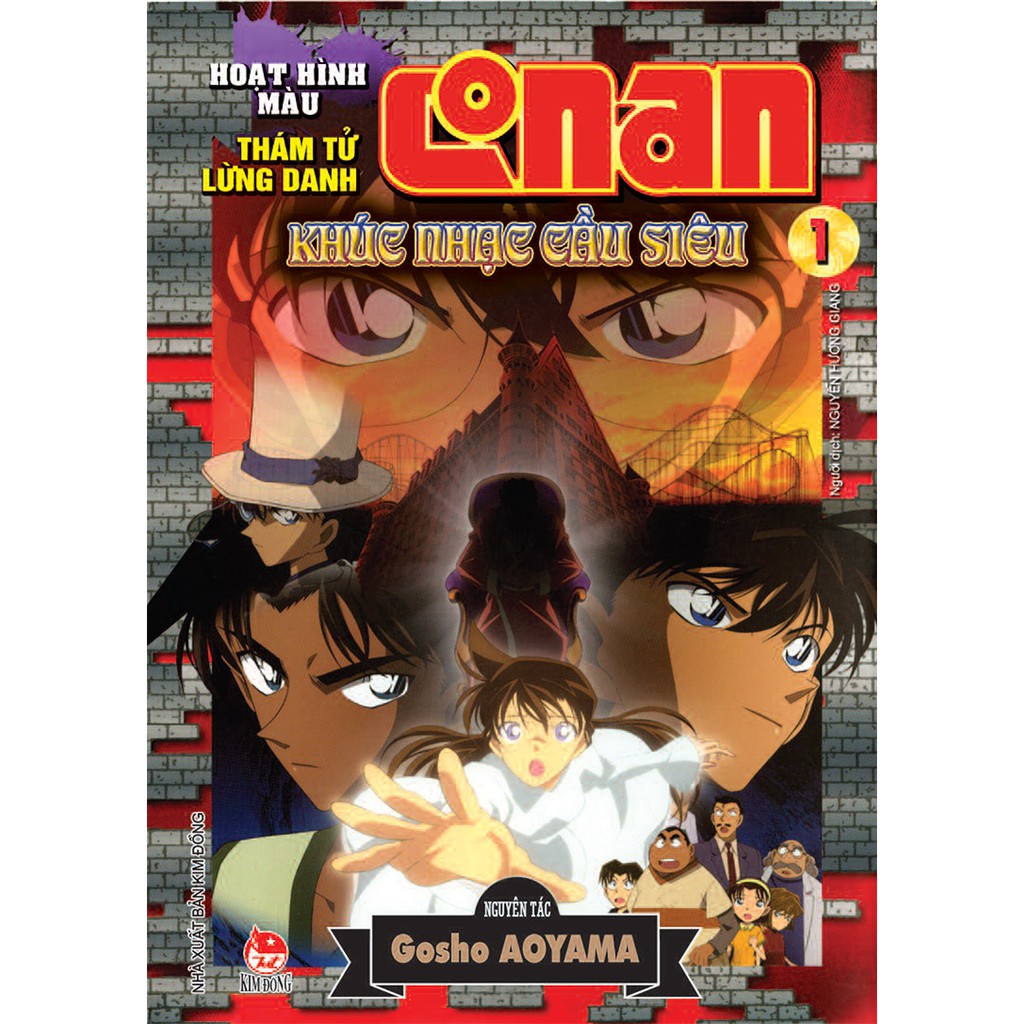 HOẠT HÌNH
MÀU
THÁM TỬ
LỪNG DANH
Conan
KHÚC NHẠC CẦU SIÊU
1
Người dịch: NGUYỄN HƯƠNG GIANG
NHÀ XUẤT BẢN KIM ĐỒNG
KIM ĐỒNG
NGUYÊN TÁC
Gosho AOYAMA